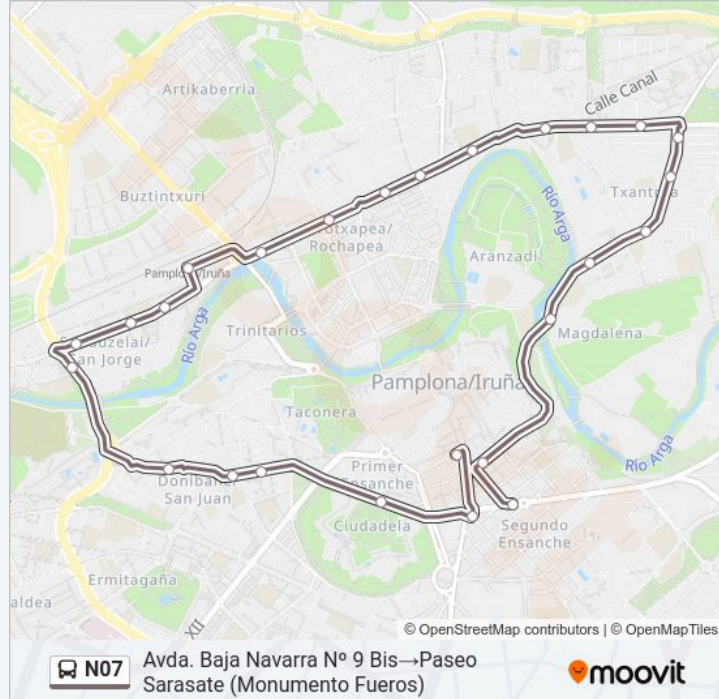 Artikaberria
Calle Canal
Buztintxuri
Txantrea
Río Arga
Rochapea
Aranzadi
Pamplona/Iruña
Río Arga
Trinitarios
Magdalena
San Jorge
Pamplona/Iruña
Taconera
Río Arga
Primer
Ensanche
San Juan
Ciudadela
Segundo
Ensanche
Ermitagaña
XII
© OpenStreetMap contributors | © OpenMapTiles
N07
Avda. Baja Navarra Nº 9 Bis→Paseo
Sarasate (Monumento Fueros)
moovit